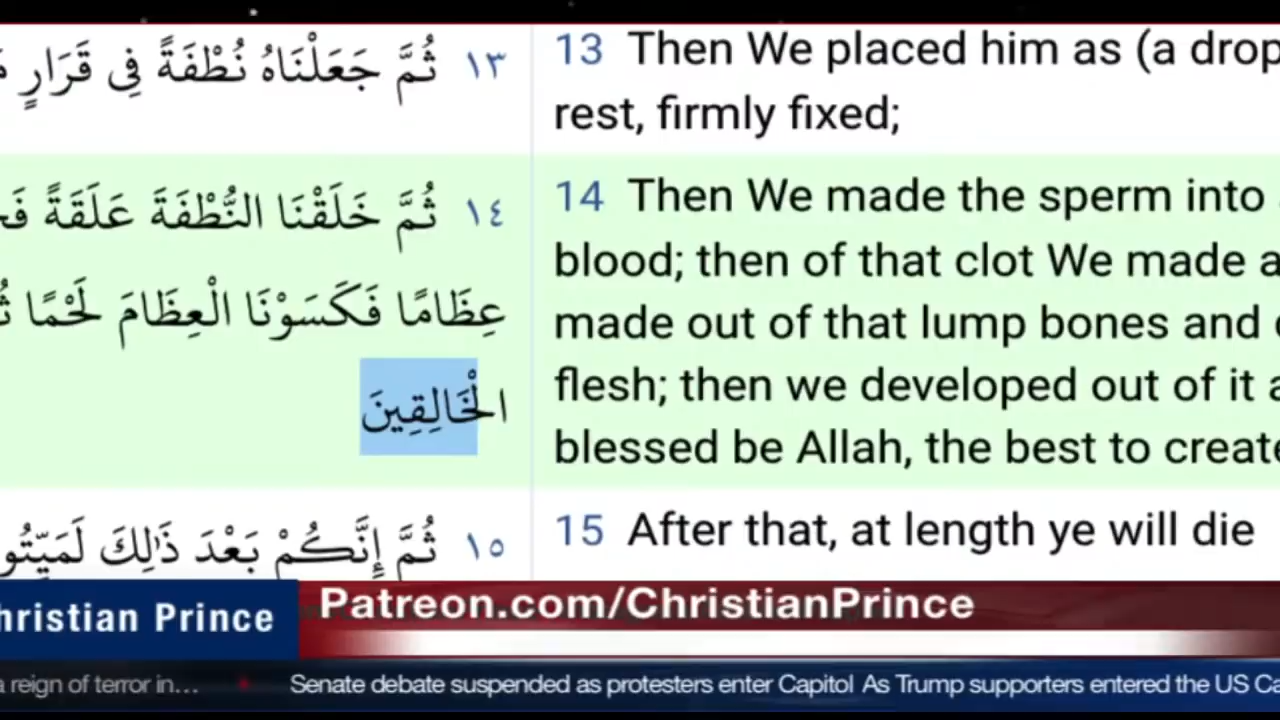 ١٣ ثُمَّ جَعَلْنَاهُ نُطْفَةً فِي قَرَارٍ
13 Then We placed him as (a drop
rest, firmly fixed;
١٤ ثُمَّ خَلَقْنَا النُّطْفَةَ عَلَقَةً
عِظَامًا فَكَسَوْنَا الْعِظَامَ لَحْمًا
الْخَالِقِينَ
14 Then We made the sperm into
blood; then of that clot We made a
made out of that lump bones and
flesh; then we developed out of it a
blessed be Allah, the best to create
١٥ ثُمَّ إِنَّكُمْ بَعْدَ ذَٰلِكَ لَمَيِّتُو
15 After that, at length ye will die
hristian Prince
Patreon.com/ChristianPrince
a reign of terror in...
Senate debate suspended as protesters enter Capitol As Trump supporters entered the US Ca